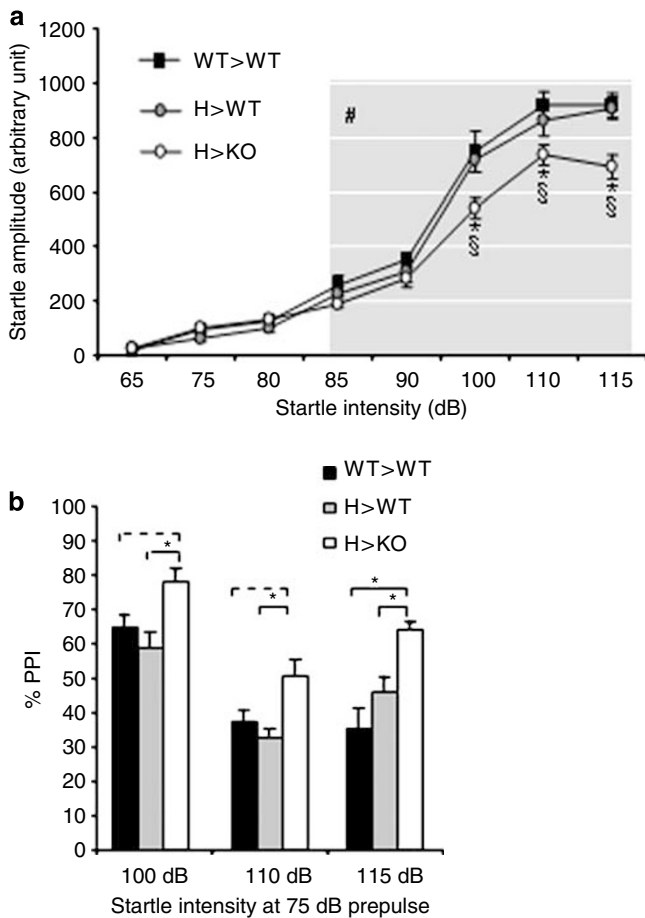 a
1200
1000
800
600
400
200
0
Startle amplitude (arbitrary unit)
WT>WT
H>WT
H>KO
#
*§
*§
*§
65 75 80 85 90 100 110 115
Startle intensity (dB)
b
WT>WT
H>WT
H>KO
100
90
80
70
60
50
40
30
20
10
0
% PPI
*
*
*
*
100 dB 110 dB 115 dB
Startle intensity at 75 dB prepulse